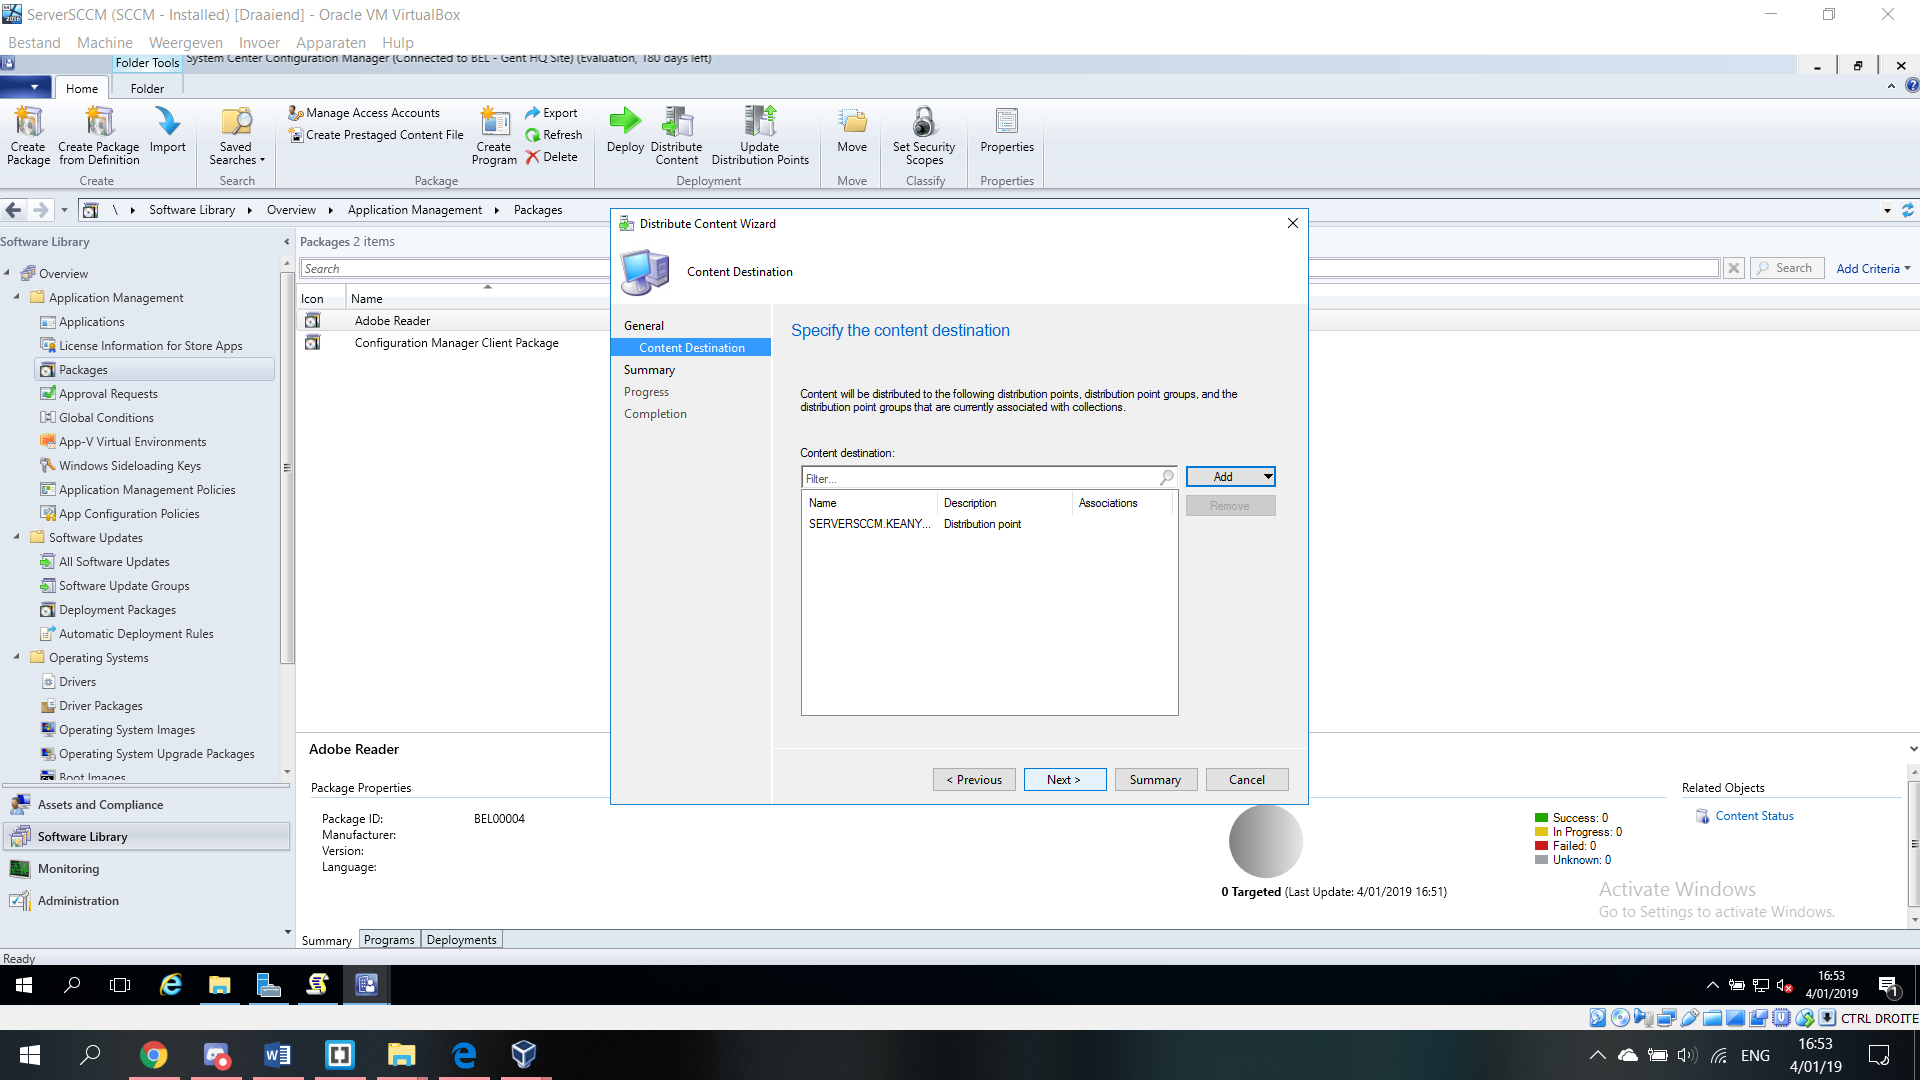 ServerSCCM (SCCM - Installed) [Draaiend] - Oracle VM VirtualBox
Bestand Machine Weergeven Invoer Apparaten Hulp
Folder Tools System Center Configuration Manager (Connected to BEL - Gent HQ Site) (Evaluation, 180 days left)
Home Folder
Create Package
Create Package from Definition
Import
Create
Saved Searches
Search
Manage Access Accounts
Create Prestaged Content File
Create Program
Export
Refresh
Delete
Package
Deploy
Distribute Content
Update Distribution Points
Deployment
Move
Move
Set Security Scopes
Classify
Properties
Properties
\ Software Library Overview Application Management Packages
Software Library
Overview
Application Management
Applications
License Information for Store Apps
Packages
Approval Requests
Global Conditions
App-V Virtual Environments
Windows Sideloading Keys
Application Management Policies
App Configuration Policies
Software Updates
All Software Updates
Software Update Groups
Deployment Packages
Automatic Deployment Rules
Operating Systems
Drivers
Driver Packages
Operating System Images
Operating System Upgrade Packages
Boot Images
Assets and Compliance
Software Library
Monitoring
Administration
Packages 2 items
Search
Search Add Criteria
Icon Name
Adobe Reader
Configuration Manager Client Package
Distribute Content Wizard
Content Destination
General
Content Destination
Summary
Progress
Completion
Specify the content destination
Content will be distributed to the following distribution points, distribution point groups, and the
distribution point groups that are currently associated with collections.
Content destination:
Filter...
Add
Remove
Name Description Associations
SERVERSCCM.KEANY... Distribution point
< Previous Next > Summary Cancel
Adobe Reader
Package Properties
Package ID: BEL00004
Manufacturer:
Version:
Language:
Success: 0
In Progress: 0
Failed: 0
Unknown: 0
0 Targeted (Last Update: 4/01/2019 16:51)
Related Objects
Content Status
Activate Windows
Go to Settings to activate Windows.
Summary Programs Deployments
Ready
16:53
4/01/2019
1
CTRL DROITE
ENG
16:53
4/01/19